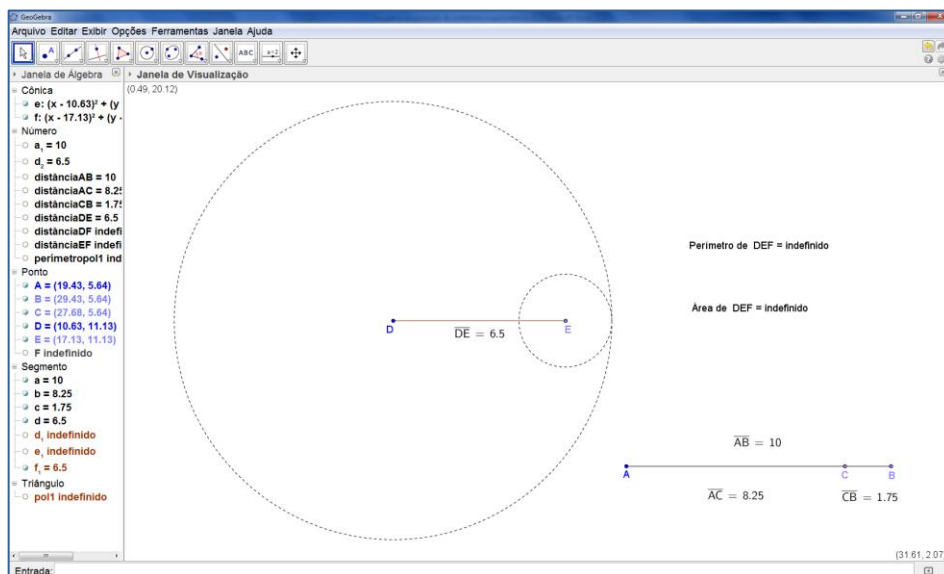 GeoGebra
Arquivo Editar Exibir Opções Ferramentas Janela Ajuda
A
ABC
a=2
Janela de Álgebra
Janela de Visualização
Cônica
e: (x - 10.63)² + (y
f: (x - 17.13)² + (y -
Número
a₁ = 10
d₂ = 6.5
distânciaAB = 10
distânciaAC = 8.25
distânciaCB = 1.75
distânciaDE = 6.5
distânciaDF indefi
distânciaEF indefi
perímetropol1 ind
Ponto
A = (19.43, 5.64)
B = (29.43, 5.64)
C = (27.68, 5.64)
D = (10.63, 11.13)
E = (17.13, 11.13)
F indefinido
Segmento
a = 10
b = 8.25
c = 1.75
d = 6.5
d₁ indefinido
e₁ indefinido
f₁ = 6.5
Triângulo
pol1 indefinido
(0.49, 20.12)
Perímetro de DEF = indefinido
Área de DEF = indefinido
D
E
DE = 6.5
AB = 10
A
C
B
AC = 8.25
CB = 1.75
(31.61, 2.07)
Entrada: